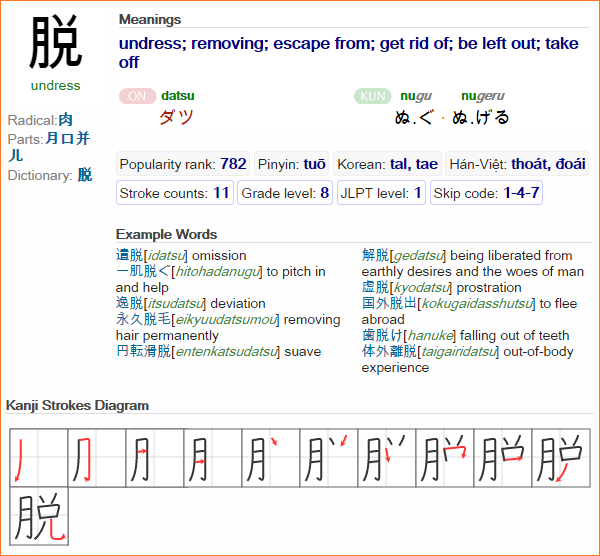 脱
undress
Radical:肉
Parts:月口并
儿
Dictionary: 脱
Meanings
undress; removing; escape from; get rid of; be left out; take
off
ON datsu
ダツ
KUN nugu nugeru
ぬ.ぐ · ぬ.げる
Popularity rank: 782 Pinyin: tuō Korean: tal, tae Hán-Việt: thoát, đoái
Stroke counts: 11 Grade level: 8 JLPT level: 1 Skip code: 1-4-7
Example Words
遺脱[idatsu] omission
一肌脱ぐ[hitohadanugu] to pitch in
and help
逸脱[itsudatsu] deviation
永久脱毛[eikyuudatsumou] removing
hair permanently
円転滑脱[entenkatsudatsu] suave
解脱[gedatsu] being liberated from
earthly desires and the woes of man
虚脱[kyodatsu] prostration
国外脱出[kokugaidasshutsu] to flee
abroad
歯脱け[hanuke] falling out of teeth
体外離脱[taigairidatsu] out-of-body
experience
Kanji Strokes Diagram